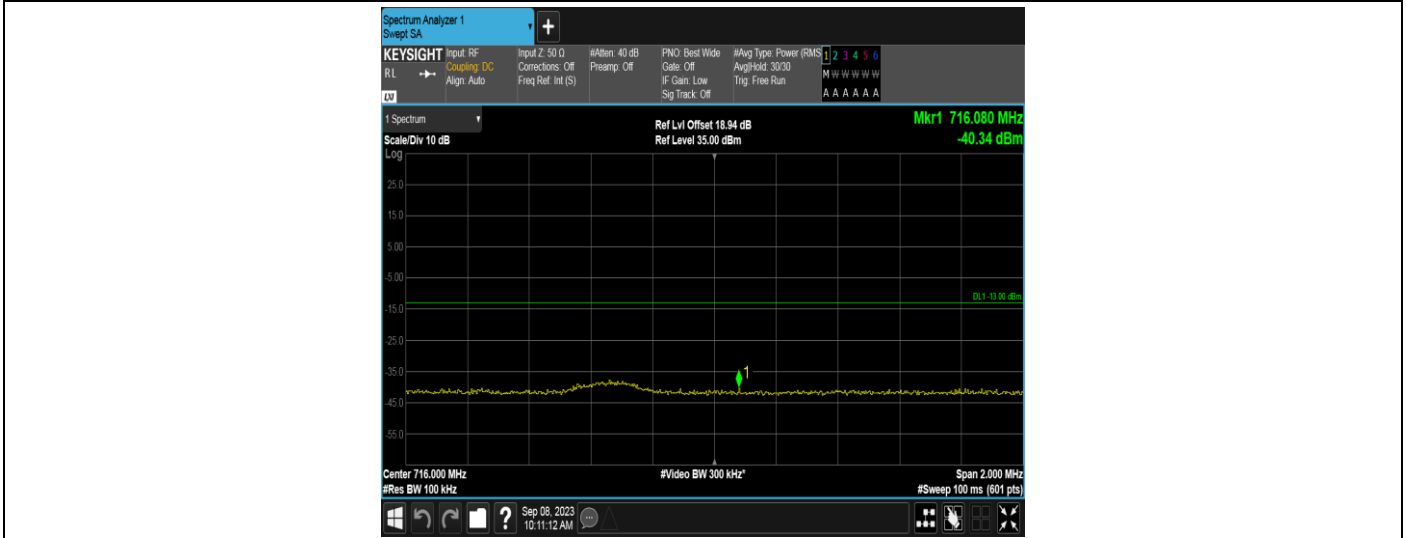 Spectrum Analyzer 1
Swept SA
+
KEYSIGHT Input: RF Input Z: 50 Ω #Atten: 40 dB PNO: Best Wide #Avg Type: Power (RMS 1 2 3 4 5 6
RL Coupling: DC Corrections: Off Preamp: Off Gate: Off Avg|Hold: 30/30 M W W W W W
Align: Auto Freq Ref: Int (S) IF Gain: Low Trig: Free Run
LXI Sig Track: Off A A A A A A
1 Spectrum Ref Lvl Offset 18.94 dB Mkr1 716.080 MHz
Scale/Div 10 dB Ref Level 35.00 dBm -40.34 dBm
Log
25.0
15.0
5.00
-5.00
DL1 -13.00 dBm
-15.0
-25.0
-35.0
1
-45.0
-55.0
Center 716.000 MHz #Video BW 300 kHz* Span 2.000 MHz
#Res BW 100 kHz #Sweep 100 ms (601 pts)
? Sep 08, 2023
10:11:12 AM